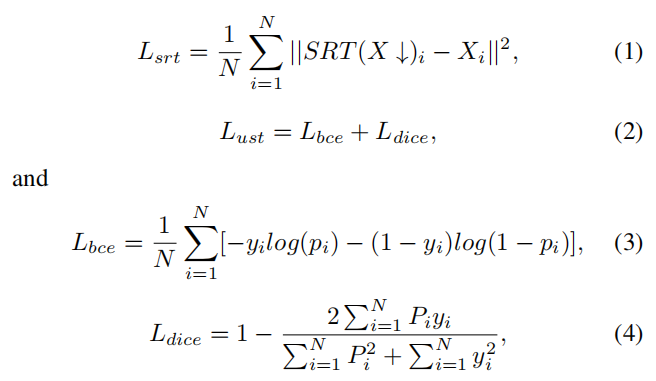 L_{srt} = \frac{1}{N} \sum_{i=1}^{N} ||SRT(X \downarrow)_i - X_i||^2, (1)
L_{ust} = L_{bce} + L_{dice}, (2)
and
L_{bce} = \frac{1}{N} \sum_{i=1}^{N} [-y_i log(p_i) - (1 - y_i)log(1 - p_i)], (3)
L_{dice} = 1 - \frac{2 \sum_{i=1}^{N} P_i y_i}{\sum_{i=1}^{N} P_i^2 + \sum_{i=1}^{N} y_i^2}, (4)